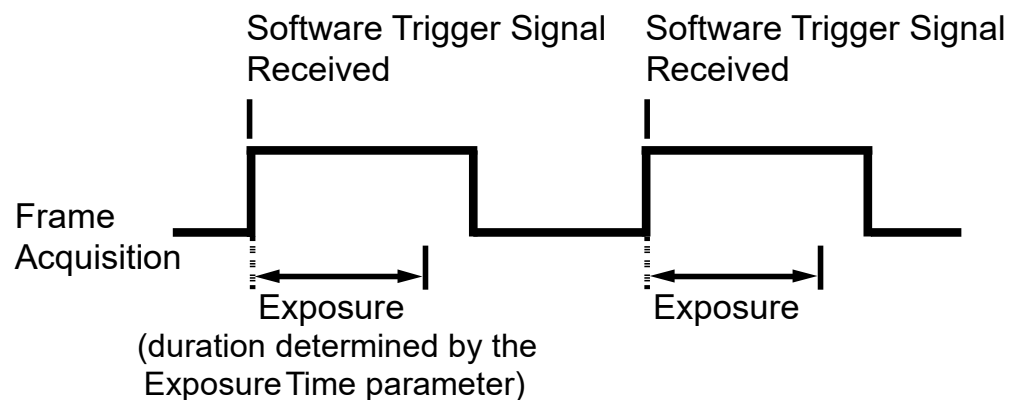 Software Trigger Signal
Received
Software Trigger Signal
Received
Frame
Acquisition
Exposure
(duration determined by the
Exposure Time parameter)
Exposure